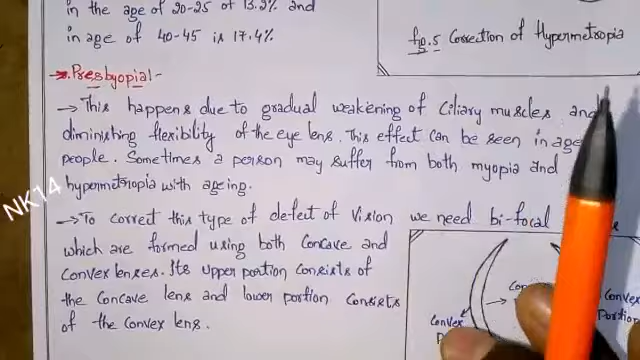 in the age of 20-25 of 13.2% and
in age of 40-45 is 17.4%
fig.5 Correction of Hypermetropia
Presbyopia:-
→ This happens due to gradual weakening of Ciliary muscles and
diminishing flexibility of the eye lens. This effect can be seen in age
people. Sometimes a person may suffer from both myopia and
hypermetropia with ageing.
NK14
→ To correct this type of defect of Vision we need bi-focal
which are formed using both Concave and
Convex lenses. Its upper portion Consists of
the Concave lens and lower portion Consists
of the Convex lens.
Convex
Convex
Portion